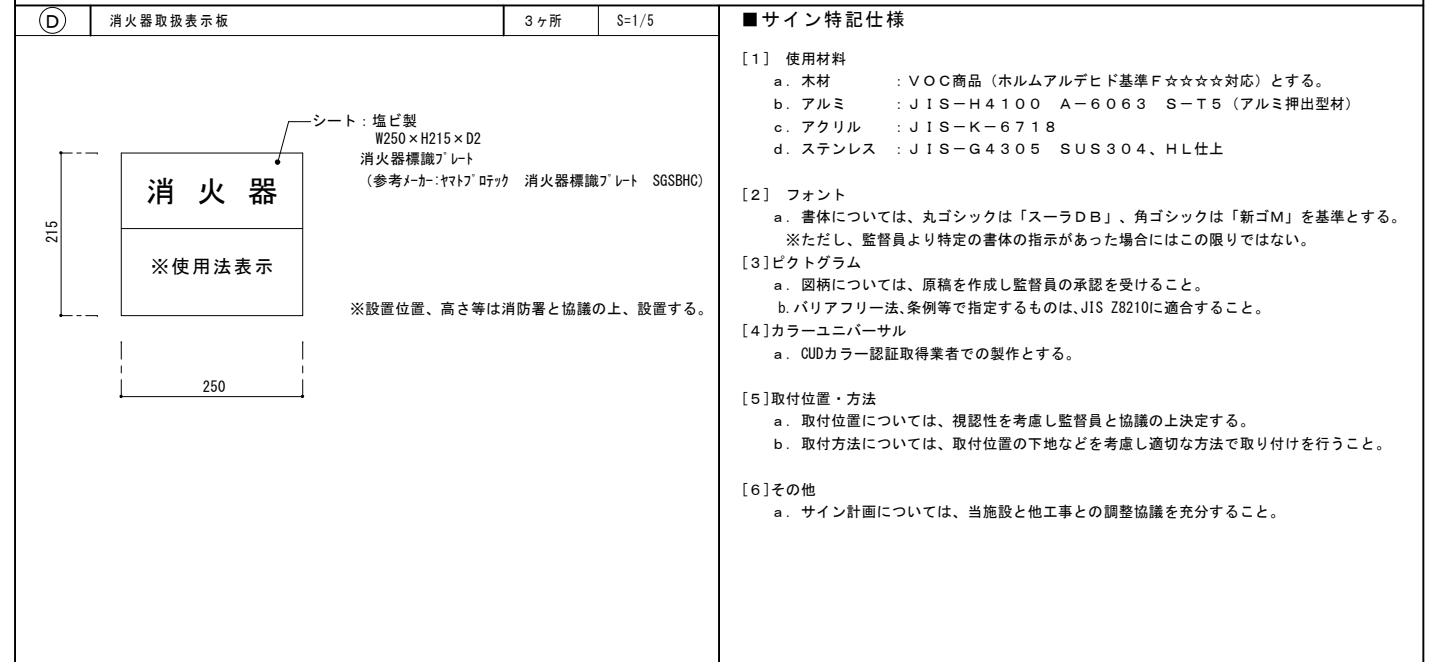 Ⓓ 消火器取扱表示板 3ヶ所 S=1/5
シート：塩ビ製
W250×H215×D2
消火器標識ﾌﾟﾚｰﾄ
（参考ﾒｰｶｰ:ﾔﾏﾄﾌﾟﾛﾃｯｸ 消火器標識ﾌﾟﾚｰﾄ SGSBHC）
消火器
※使用法表示
215
250
※設置位置、高さ等は消防署と協議の上、設置する。
■サイン特記仕様
［１］ 使用材料
ａ．木材 ：ＶＯＣ商品（ホルムアルデヒド基準Ｆ☆☆☆☆対応）とする。
ｂ．アルミ ：ＪＩＳ－Ｈ４１００ Ａ－６０６３ Ｓ－Ｔ５（アルミ押出型材）
ｃ．アクリル ：ＪＩＳ－Ｋ－６７１８
ｄ．ステンレス ：ＪＩＳ－Ｇ４３０５ ＳＵＳ３０４、ＨＬ仕上
［２］ フォント
ａ．書体については、丸ゴシックは「スーラＤＢ」、角ゴシックは「新ゴＭ」を基準とする。
※ただし、監督員より特定の書体の指示があった場合にはこの限りではない。
［３］ピクトグラム
ａ．図柄については、原稿を作成し監督員の承認を受けること。
b.バリアフリー法、条例等で指定するものは、JIS Z8210に適合すること。
［４］カラーユニバーサル
ａ．CUDカラー認証取得業者での製作とする。
［５］取付位置・方法
ａ．取付位置については、視認性を考慮し監督員と協議の上決定する。
ｂ．取付方法については、取付位置の下地などを考慮し適切な方法で取り付けを行うこと。
［６］その他
ａ．サイン計画については、当施設と他工事との調整協議を充分すること。